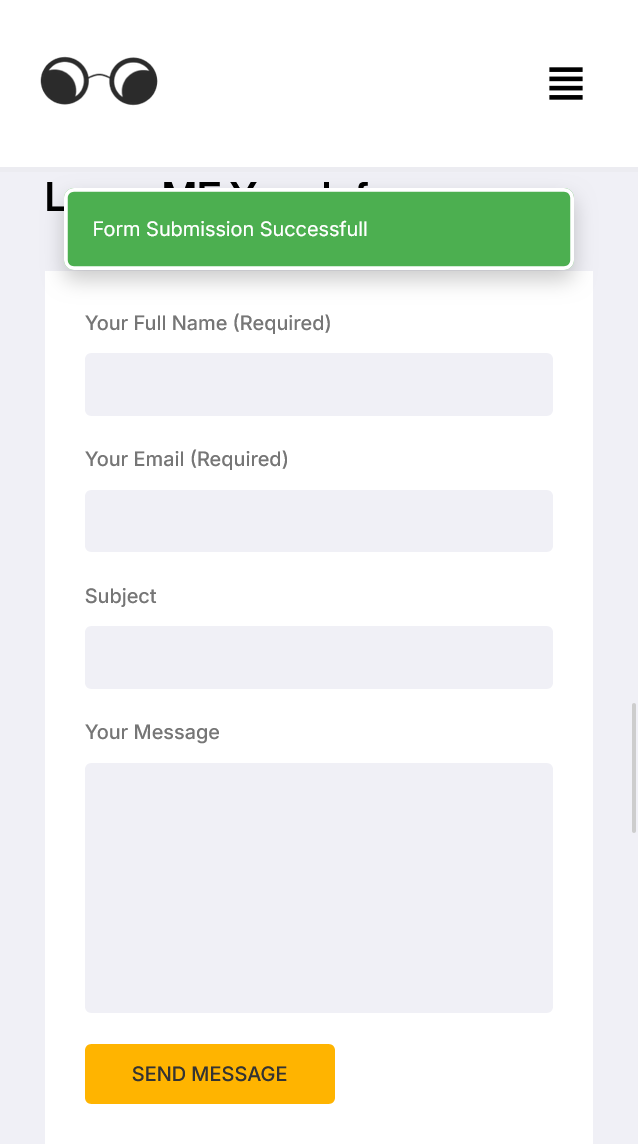 Form Submission Successfull
Your Full Name (Required)
Your Email (Required)
Subject
Your Message
SEND MESSAGE